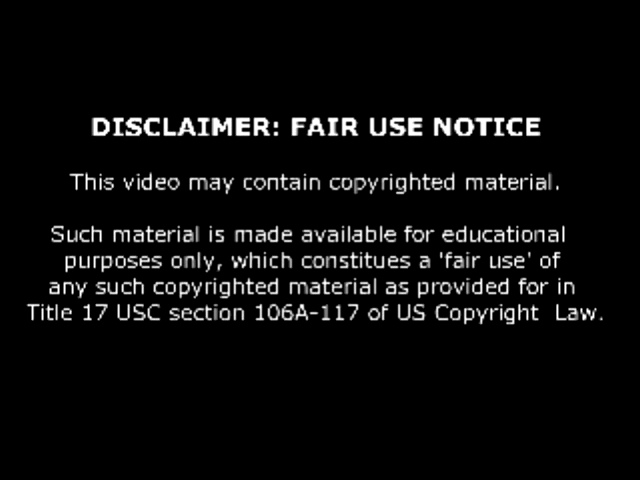 DISCLAIMER: FAIR USE NOTICE
This video may contain copyrighted material.
Such material is made available for educational
purposes only, which constitues a 'fair use' of
any such copyrighted material as provided for in
Title 17 USC section 106A-117 of US Copyright Law.